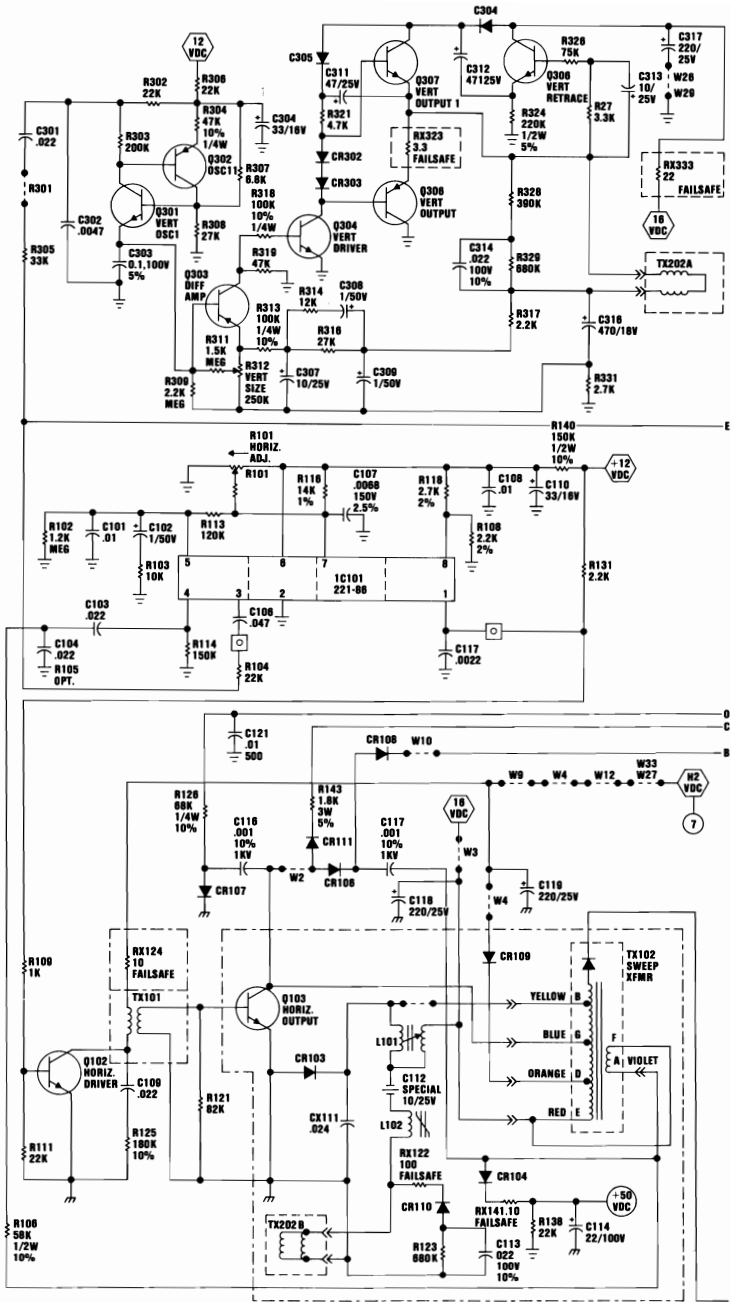 C304
12
VDC
C305
Q307
VERT
OUTPUT 1
C312
47125V
Q306
VERT
RETRACE
R326
75K
C317
220/
25V
W28
W29
C313
10/
25V
R302
22K
R306
22K
C311
47/25V
R321
4.7K
R324
220K
1/2W
5%
R27
3.3K
C301
.022
R303
200K
R304
47K
10%
1/4W
C304
33/16V
Q302
OSC11
R307
6.8K
RX323
3.3
FAILSAFE
RX333
22
FAILSAFE
R301
CR302
CR303
R318
100K
10%
1/4W
Q306
VERT
OUTPUT
R328
390K
16
VDC
C302
.0047
Q301
VERT
OSC1
R308
27K
Q304
VERT
DRIVER
R305
33K
C303
0.1,100V
5%
R319
47K
C314
.022
100V
10%
R329
680K
TX202A
Q303
DIFF
AMP
R314
12K
C308
1/50V
R313
100K
1/4W
10%
R316
27K
R317
2.2K
C316
470/18V
R311
1.5K
MEG
R312
VERT
SIZE
250K
C307
10/25V
C309
1/50V
R309
2.2K
MEG
R331
2.7K
E
R101
HORIZ.
ADJ.
R140
150K
1/2W
10%
+12
VDC
R101
R116
14K
1%
C107
.0068
150V
2.5%
R118
2.7K
2%
C108
.01
C110
33/16V
R102
1.2K
MEG
C101
.01
C102
1/50V
R113
120K
R108
2.2K
2%
R103
10K
5 6 7 8
1C101
221-86
4 3 2 1
R131
2.2K
C103
.022
C106
.047
C104
.022
R105
OPT.
R114
150K
R104
22K
C117
.0022
O
C
B
C121
.01
500
CR108
W10
W33
W9 W4 W12 W27
H2
VDC
7
R126
68K
1/4W
10%
R143
1.8K
3W
5%
16
VDC
C116
.001
10%
1KV
CR111
C117
.001
10%
1KV
W3
W2
CR106
CR107
C118
220/25V
W4
C119
220/25V
RX124
10
FAILSAFE
CR109
TX102
SWEEP
XFMR
R109
1K
TX101
Q103
HORIZ.
OUTPUT
YELLOW B
L101
BLUE G
F
A VIOLET
Q102
HORIZ.
DRIVER
CR103
C112
SPECIAL
10/25V
ORANGE D
C109
.022
R121
82K
CX111
.024
L102
RED E
R111
22K
R125
180K
10%
RX122
100
FAILSAFE
CR104
+50
VDC
R106
58K
1/2W
10%
TX202B
CR110
RX141.10
FAILSAFE
R138
22K
C114
22/100V
R123
680K
C113
022
100V
10%